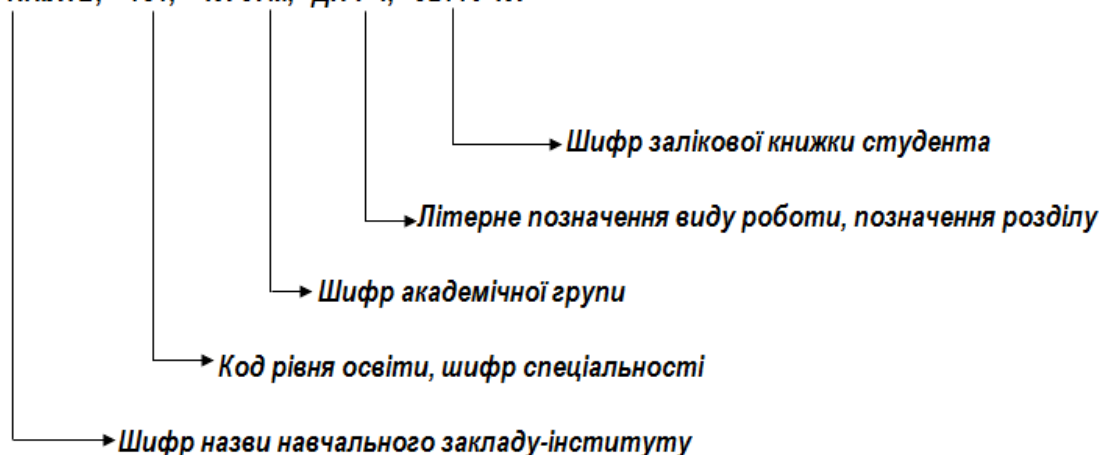 Шифр залікової книжки студента
Літерне позначення виду роботи, позначення розділу
Шифр академічної групи
Код рівня освіти, шифр спеціальності
Шифр назви навчального закладу-інституту